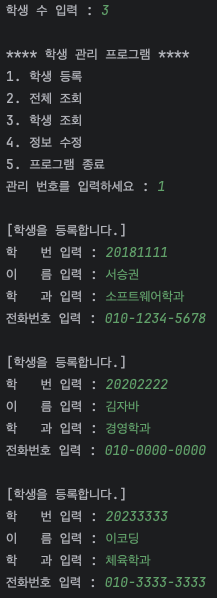 학생 수 입력 : 3
**** 학생 관리 프로그램 ****
1. 학생 등록
2. 전체 조회
3. 학생 조회
4. 정보 수정
5. 프로그램 종료
관리 번호를 입력하세요 : 1
[학생을 등록합니다.]
학   번 입력 : 20181111
이   름 입력 : 서승권
학   과 입력 : 소프트웨어학과
전화번호 입력 : 010-1234-5678
[학생을 등록합니다.]
학   번 입력 : 20202222
이   름 입력 : 김자바
학   과 입력 : 경영학과
전화번호 입력 : 010-0000-0000
[학생을 등록합니다.]
학   번 입력 : 20233333
이   름 입력 : 이코딩
학   과 입력 : 체육학과
전화번호 입력 : 010-3333-3333